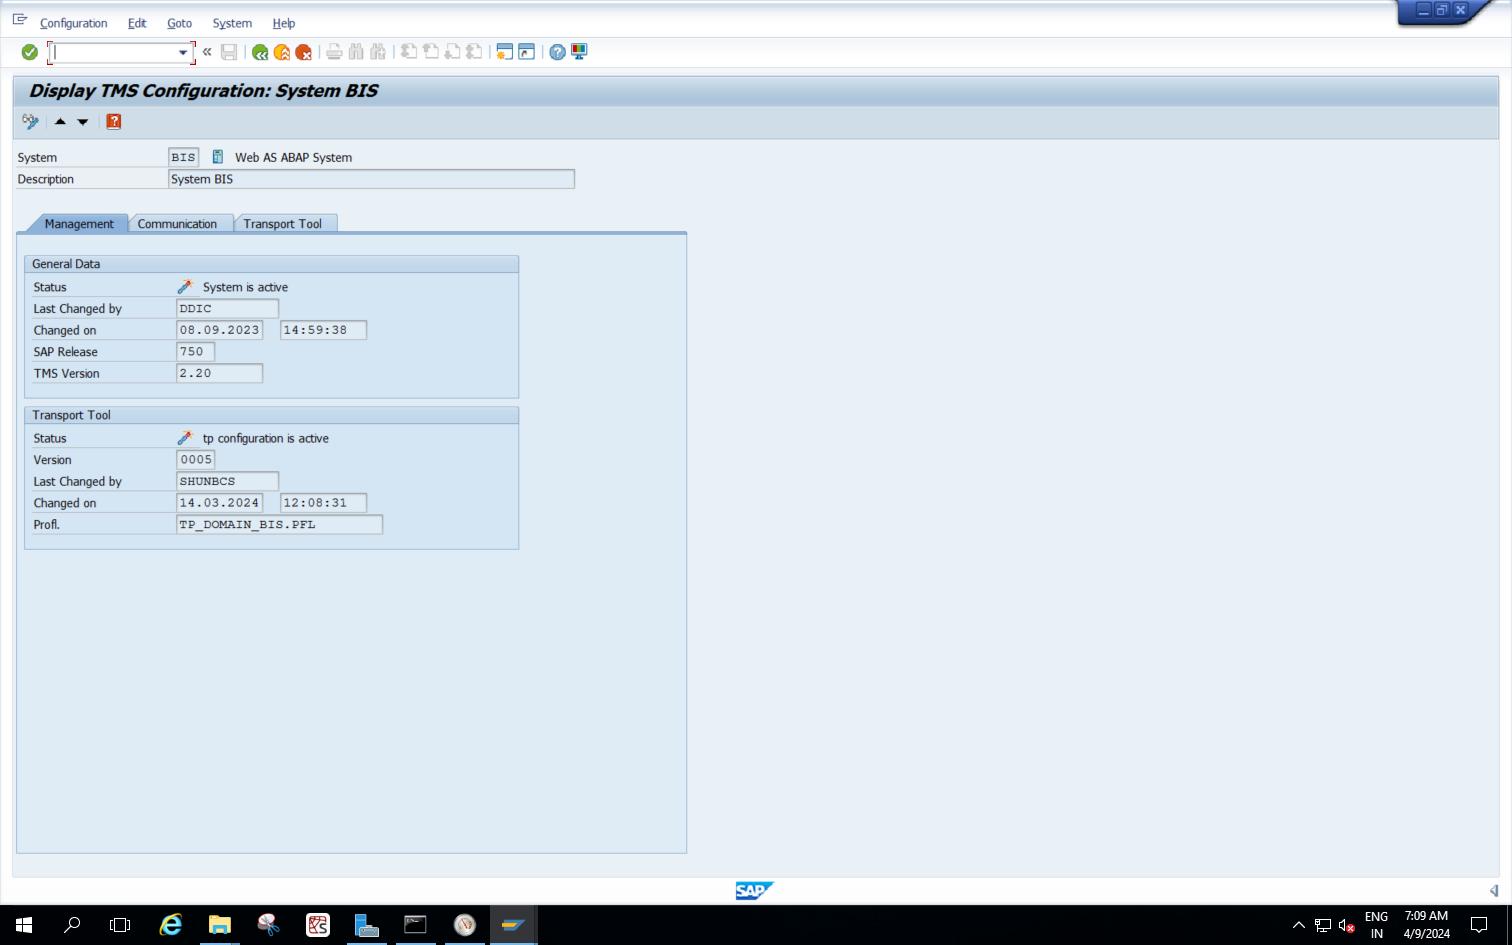 Configuration Edit Goto System Help
Display TMS Configuration: System BIS
System BIS Web AS ABAP System
Description System BIS
Management Communication Transport Tool
General Data
Status System is active
Last Changed by DDIC
Changed on 08.09.2023 14:59:38
SAP Release 750
TMS Version 2.20
Transport Tool
Status tp configuration is active
Version 0005
Last Changed by SHUNBCS
Changed on 14.03.2024 12:08:31
Profl. TP_DOMAIN_BIS.PFL
SAP
ENG 7:09 AM
IN 4/9/2024